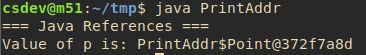 csdev@m51:~/tmp$ java PrintAddr
=== Java References ===
Value of p is: PrintAddr$Point@372f7a8d